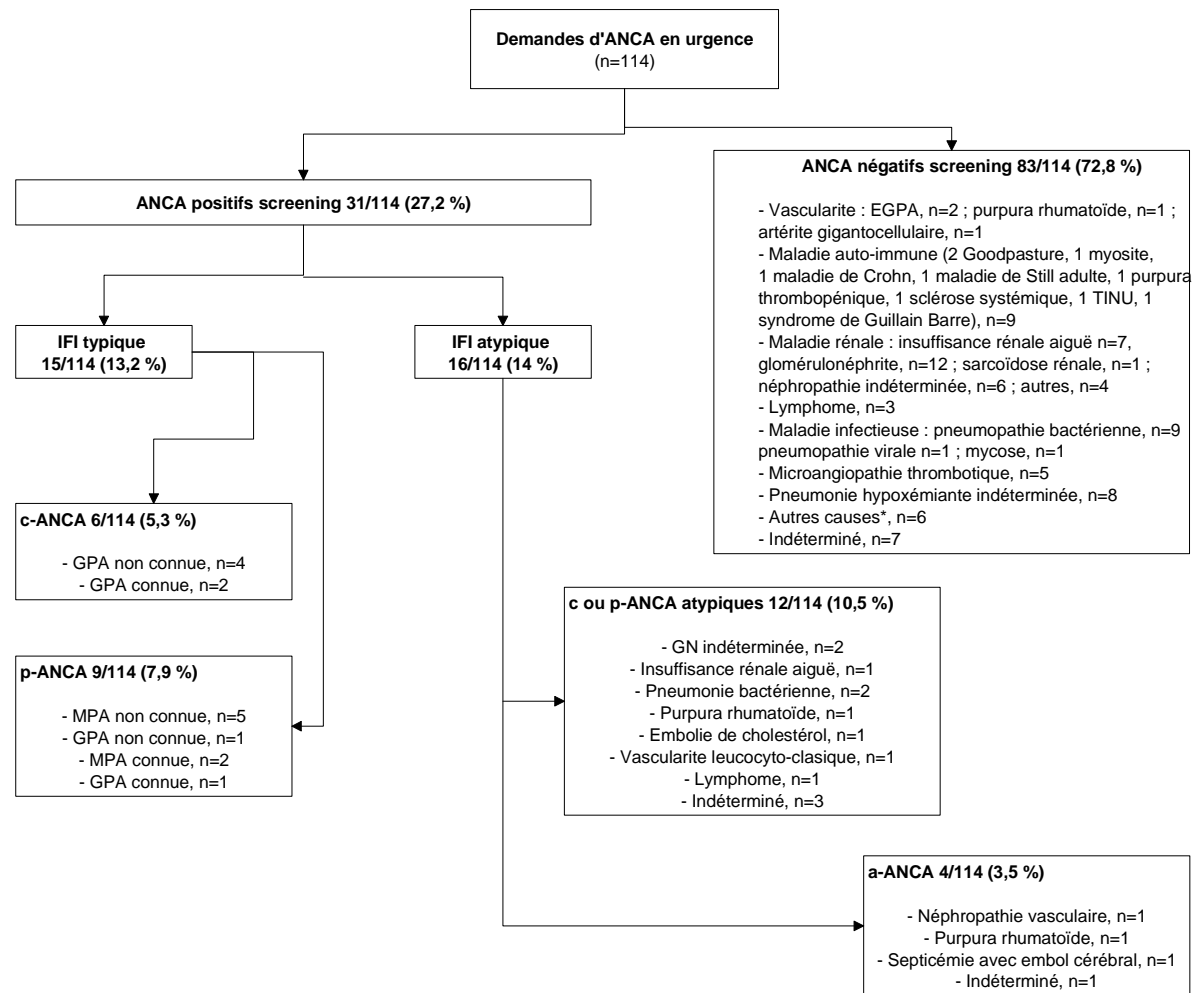 Demandes d'ANCA en urgence
(n=114)
ANCA positifs screening 31/114 (27,2 %)
ANCA négatifs screening 83/114 (72,8 %)
- Vascularite : EGPA, n=2 ; purpura rhumatoïde, n=1 ;
artérite gigantocellulaire, n=1
- Maladie auto-immune (2 Goodpasture, 1 myosite,
1 maladie de Crohn, 1 maladie de Still adulte, 1 purpura
thrombopénique, 1 sclérose systémique, 1 TINU, 1
syndrome de Guillain Barre), n=9
- Maladie rénale : insuffisance rénale aiguë n=7,
glomérulonéphrite, n=12 ; sarcoïdose rénale, n=1 ;
néphropathie indéterminée, n=6 ; autres, n=4
- Lymphome, n=3
- Maladie infectieuse : pneumopathie bactérienne, n=9
pneumopathie virale n=1 ; mycose, n=1
- Microangiopathie thrombotique, n=5
- Pneumonie hypoxémiante indéterminée, n=8
- Autres causes*, n=6
- Indéterminé, n=7
IFI typique
15/114 (13,2 %)
IFI atypique
16/114 (14 %)
c-ANCA 6/114 (5,3 %)
- GPA non connue, n=4
- GPA connue, n=2
p-ANCA 9/114 (7,9 %)
- MPA non connue, n=5
- GPA non connue, n=1
- MPA connue, n=2
- GPA connue, n=1
c ou p-ANCA atypiques 12/114 (10,5 %)
- GN indéterminée, n=2
- Insuffisance rénale aiguë, n=1
- Pneumonie bactérienne, n=2
- Purpura rhumatoïde, n=1
- Embolie de cholestérol, n=1
- Vascularite leucocyto-clasique, n=1
- Lymphome, n=1
- Indéterminé, n=3
a-ANCA 4/114 (3,5 %)
- Néphropathie vasculaire, n=1
- Purpura rhumatoïde, n=1
- Septicémie avec embol cérébral, n=1
- Indéterminé, n=1